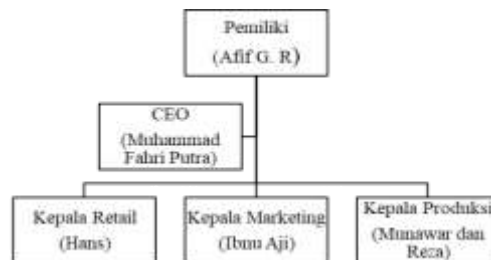 Pemiliki
(Afif G. R)
CEO
(Muhammad
Fahri Putra)
Kepala Retail
(Hans)
Kepala Marketing
(Ibnu Aji)
Kepala Produksi
(Munawar dan
Reza)